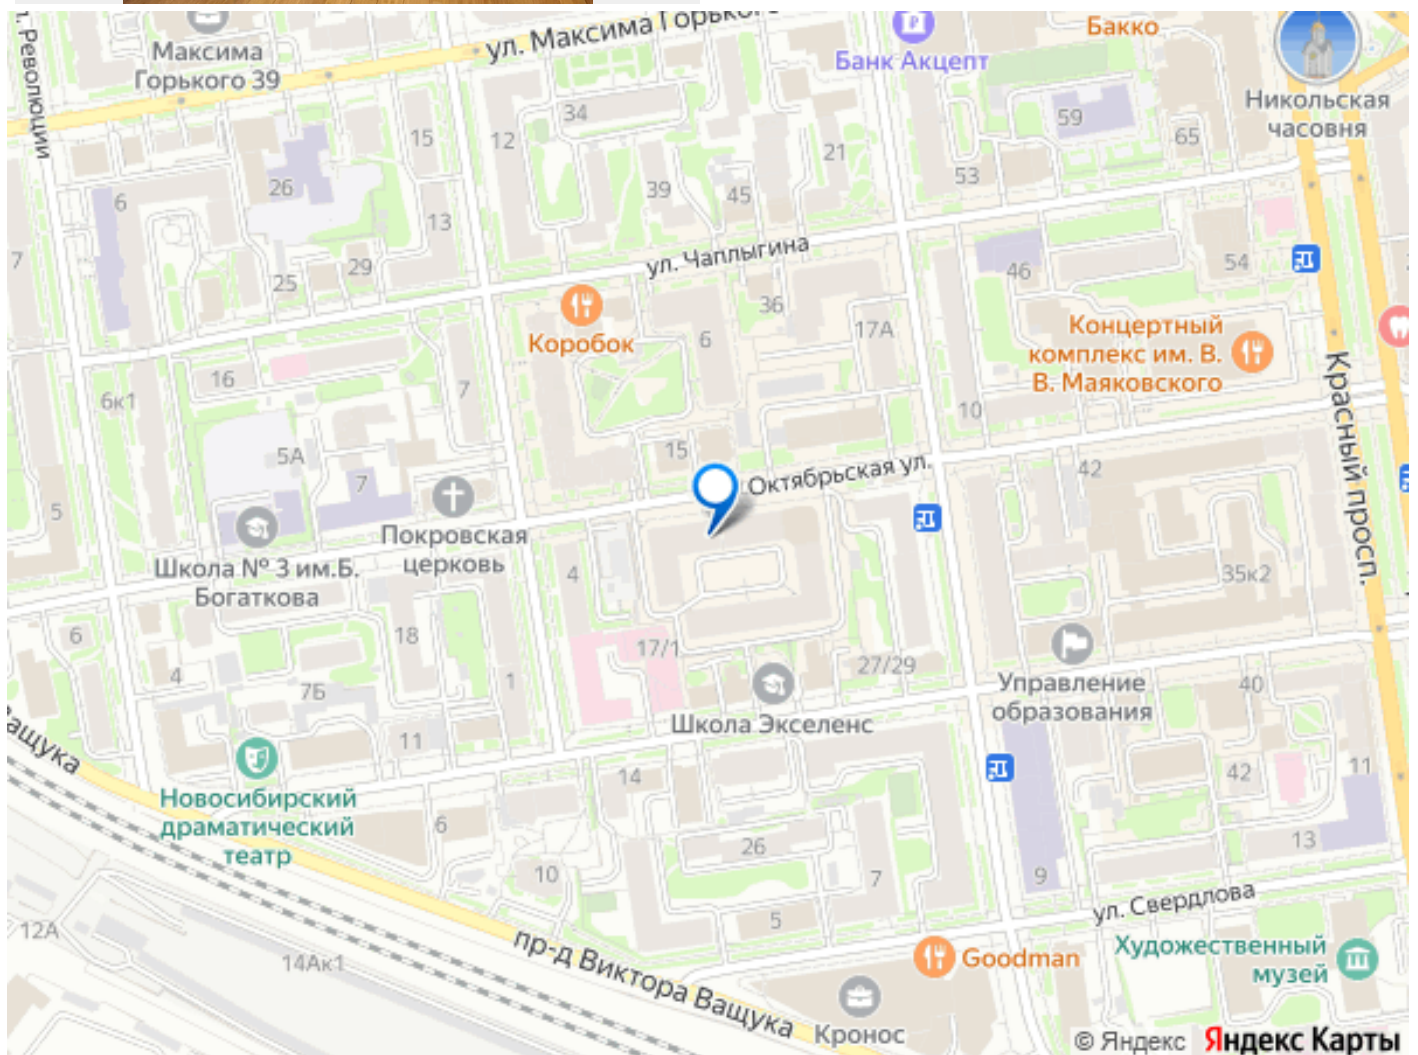 ул. Революции
Максима
Горького 39
ул. Максима Горького
Банк Акцепт
Бакко
Никольская
часовня
34
15
12
59
65
21
26
39
45
53
6
13
7
25
29
ул. Чаплыгина
46
54
36
17А
Коробок
6
Концертный
комплекс им. В.
В. Маяковского
Красный просп.
16
7
6к1
10
15
5А
7
5
Октябрьская ул.
42
Покровская
церковь
Школа № 3 им.Б.
Богаткова
4
35к2
6
18
17/1
27/29
4
7Б
1
Школа Экселенс
Управление
образования
40
Ващука
11
14
42
11
Новосибирский
драматический
театр
6
26
13
10
7
9
5
ул. Свердлова
12А
14Ак1
пр-д Виктора Ващука
Goodman
Художественный
музей
Кронос
© Яндекс Яндекс Карты